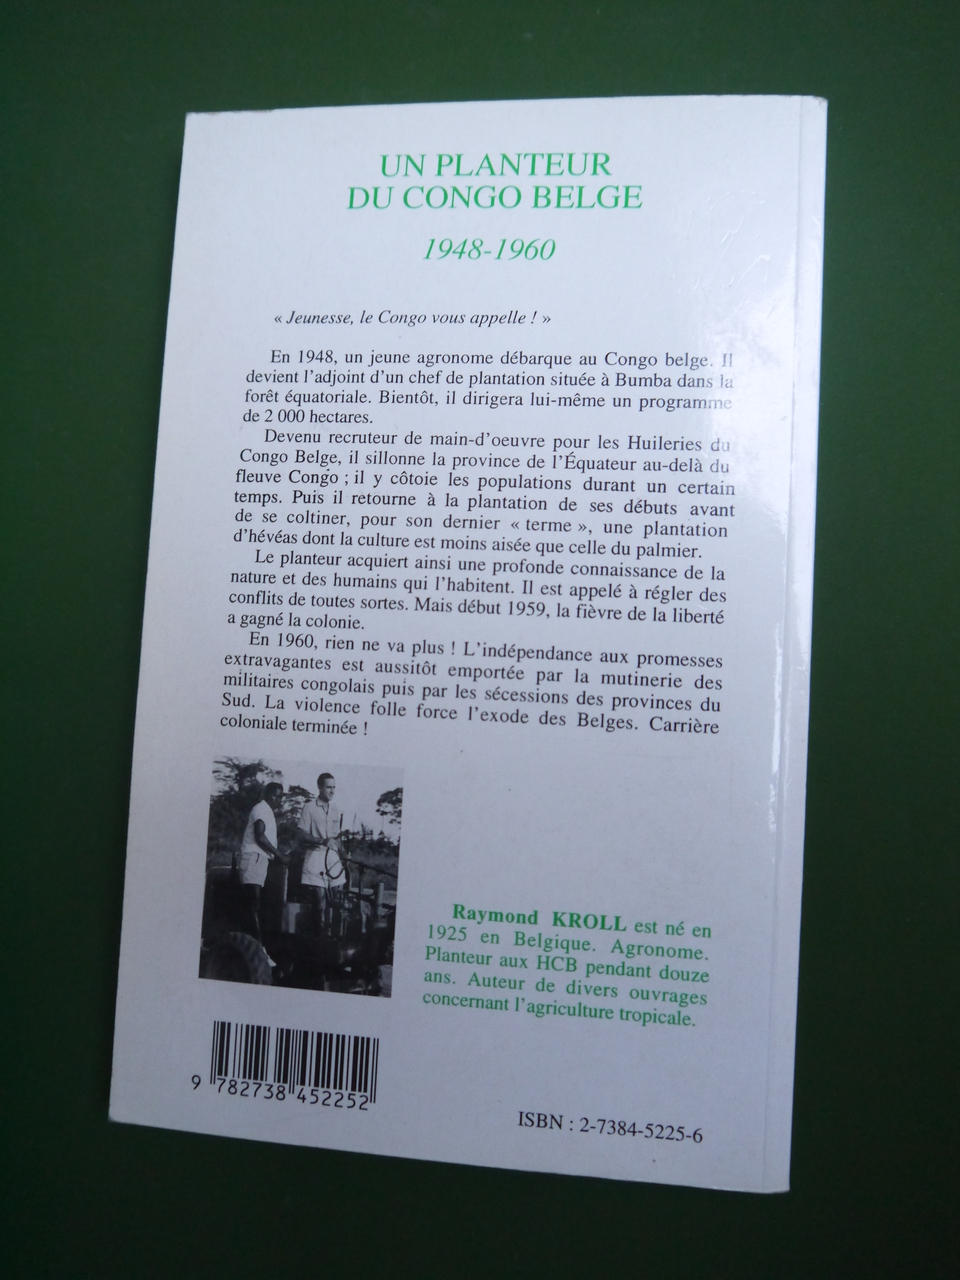 UN PLANTEUR
DU CONGO BELGE
1948-1960
« Jeunesse, le Congo vous appelle ! »
En 1948, un jeune agronome débarque au Congo belge. Il
devient l'adjoint d'un chef de plantation située à Bumba dans la
forêt équatoriale. Bientôt, il dirigera lui-même un programme
de 2 000 hectares.
Devenu recruteur de main-d'oeuvre pour les Huileries du
Congo Belge, il sillonne la province de l'Équateur au-delà du
fleuve Congo ; il y côtoie les populations durant un certain
temps. Puis il retourne à la plantation de ses débuts avant
de se coltiner, pour son dernier « terme », une plantation
d'hévéas dont la culture est moins aisée que celle du palmier.
Le planteur acquiert ainsi une profonde connaissance de la
nature et des humains qui l'habitent. Il est appelé à régler des
conflits de toutes sortes. Mais début 1959, la fièvre de la liberté
a gagné la colonie.
En 1960, rien ne va plus ! L'indépendance aux promesses
extravagantes est aussitôt emportée par la mutinerie des
militaires congolais puis par les sécessions des provinces du
Sud. La violence folle force l'exode des Belges. Carrière
coloniale terminée !
Raymond KROLL est né en
1925 en Belgique. Agronome.
Planteur aux HCB pendant douze
ans. Auteur de divers ouvrages
concernant l'agriculture tropicale.
9 782738 452252
ISBN : 2-7384-5225-6